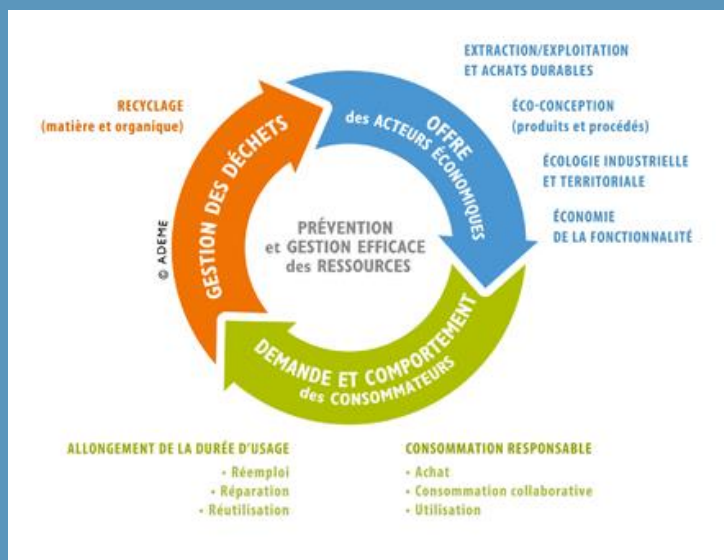 EXTRACTION/EXPLOITATION
ET ACHATS DURABLES
ÉCO-CONCEPTION
(produits et procédés)
ÉCOLOGIE INDUSTRIELLE
ET TERRITORIALE
ÉCONOMIE
DE LA FONCTIONNALITÉ
OFFRE
des ACTEURS ÉCONOMIQUES
RECYCLAGE
(matière et organique)
GESTION DES DÉCHETS
© ADEME
PRÉVENTION
et GESTION EFFICACE
des RESSOURCES
DEMANDE ET COMPORTEMENT
des CONSOMMATEURS
ALLONGEMENT DE LA DURÉE D'USAGE
• Réemploi
• Réparation
• Réutilisation
CONSOMMATION RESPONSABLE
• Achat
• Consommation collaborative
• Utilisation